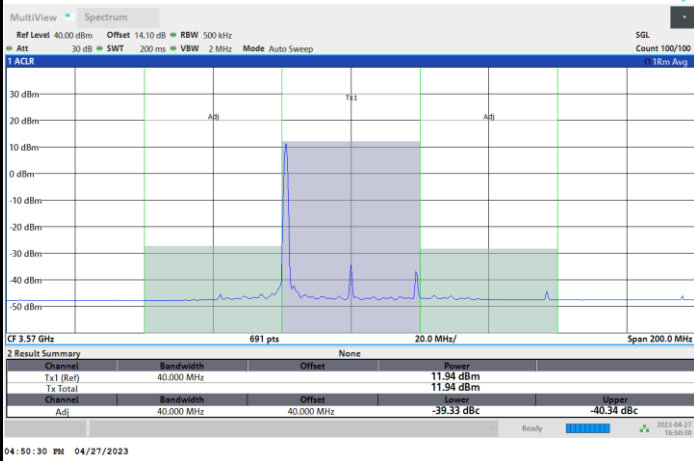 MultiView Spectrum
Ref Level 40.00 dBm Offset 14.10 dB RBW 500 kHz SGL
Att 30 dB SWT 200 ms VBW 2 MHz Mode Auto Sweep Count 100/100
1 ACLR 1Rm Avg
30 dBm
Tx1
20 dBm
Adj Adj
10 dBm
0 dBm
-10 dBm
-20 dBm
-30 dBm
-40 dBm
-50 dBm
CF 3.57 GHz 691 pts 20.0 MHz/ Span 200.0 MHz
2 Result Summary None
Channel Bandwidth Offset Power
Tx1 (Ref) 40.000 MHz 11.94 dBm
Tx Total 11.94 dBm
Channel Bandwidth Offset Lower Upper
Adj 40.000 MHz 40.000 MHz -39.33 dBc -40.34 dBc
Ready 2023-04-27
16:50:30
04:50:30 PM 04/27/2023